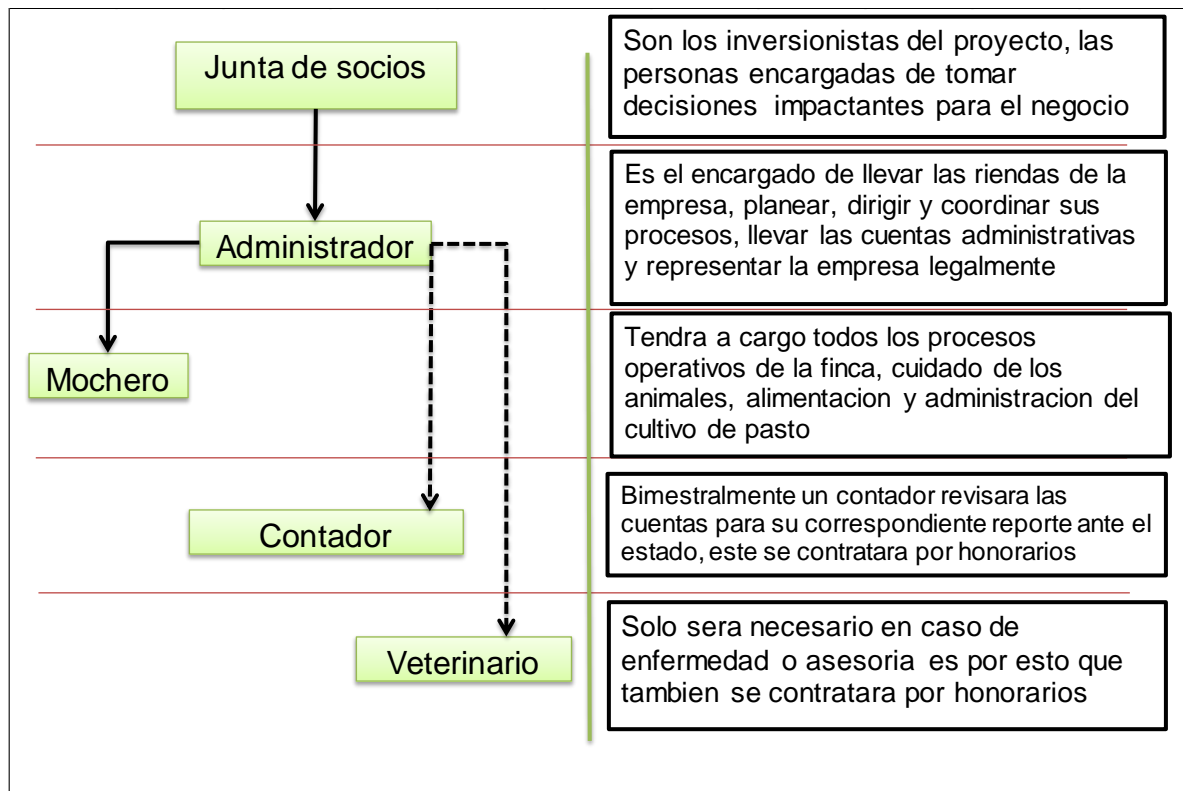 Junta de socios
Son los inversionistas del proyecto, las
personas encargadas de tomar
decisiones impactantes para el negocio
Administrador
Es el encargado de llevar las riendas de la
empresa, planear, dirigir y coordinar sus
procesos, llevar las cuentas administrativas
y representar la empresa legalmente
Mochero
Tendra a cargo todos los procesos
operativos de la finca, cuidado de los
animales, alimentacion y administracion del
cultivo de pasto
Contador
Bimestralmente un contador revisara las
cuentas para su correspondiente reporte ante el
estado, este se contratara por honorarios
Veterinario
Solo sera necesario en caso de
enfermedad o asesoria es por esto que
tambien se contratara por honorarios